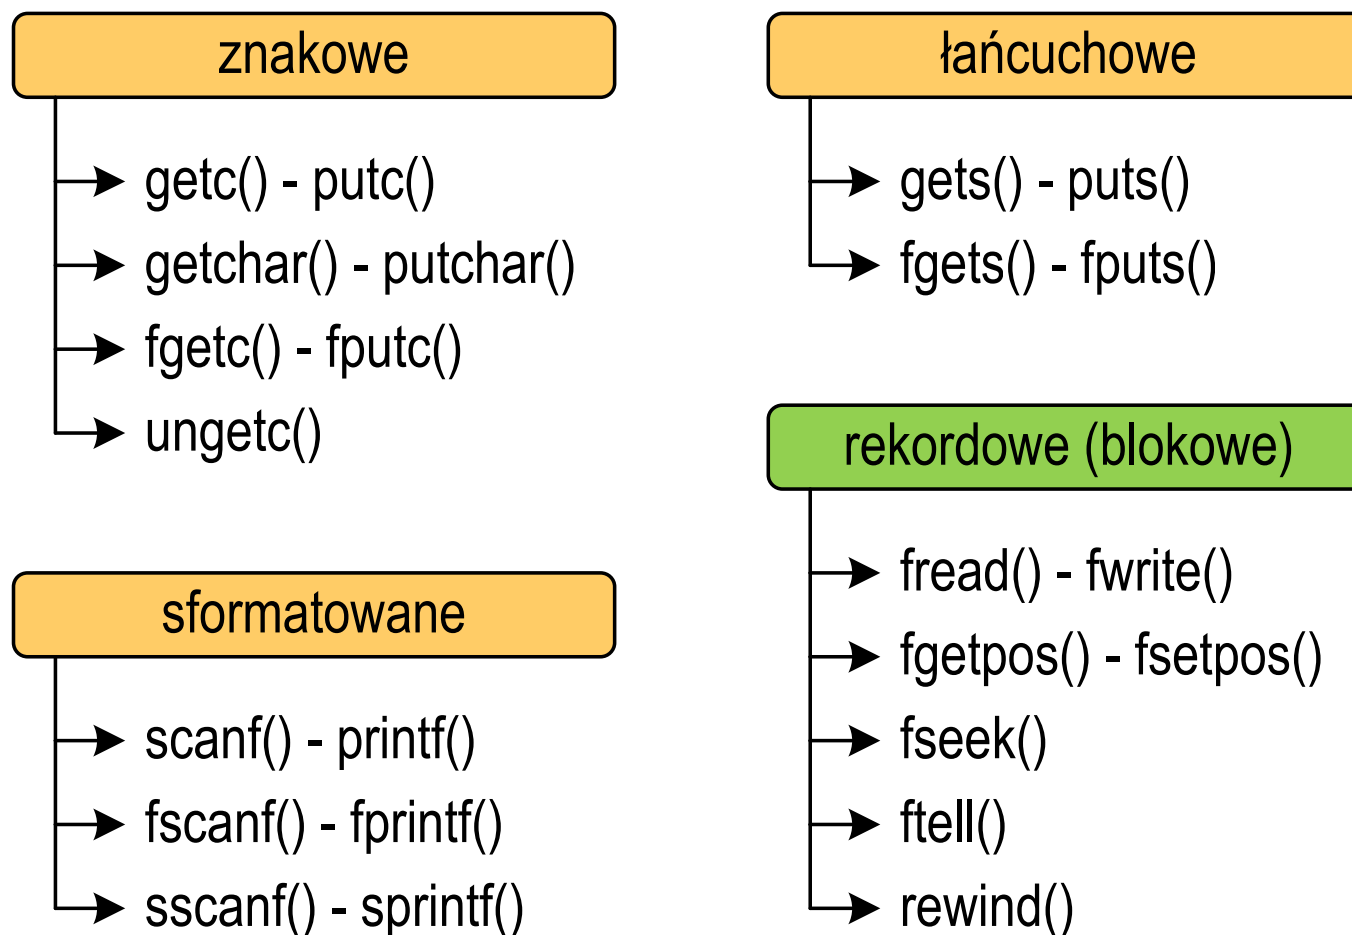 znakowe
getc() - putc()
getchar() - putchar()
fgetc() - fputc()
ungetc()
sformatowane
scanf() - printf()
fscanf() - fprintf()
sscanf() - sprintf()
łańcuchowe
gets() - puts()
fgets() - fputs()
rekordowe (blokowe)
fread() - fwrite()
fgetpos() - fsetpos()
fseek()
ftell()
rewind()